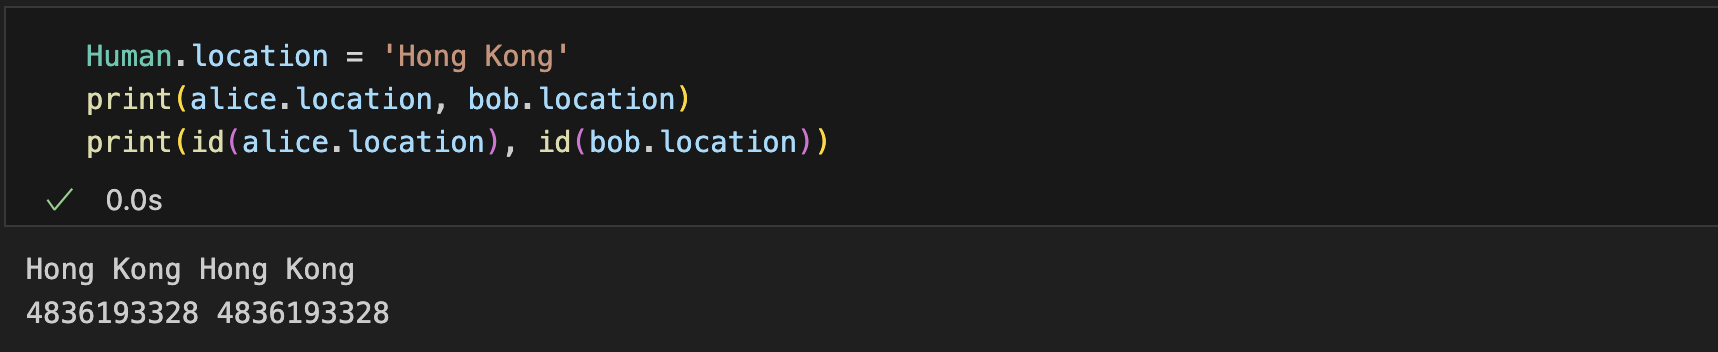 Human.location = 'Hong Kong'
print(alice.location, bob.location)
print(id(alice.location), id(bob.location))
0.0s
Hong Kong Hong Kong
4836193328 4836193328